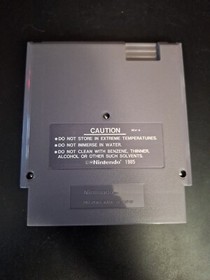 CAUTION
• DO NOT STORE IN EXTREME TEMPERATURES.
• DO NOT IMMERSE IN WATER.
• DO NOT CLEAN WITH BENZENE, THINNER,
ALCOHOL OR OTHER SUCH SOLVENTS.
©Nintendo 1985